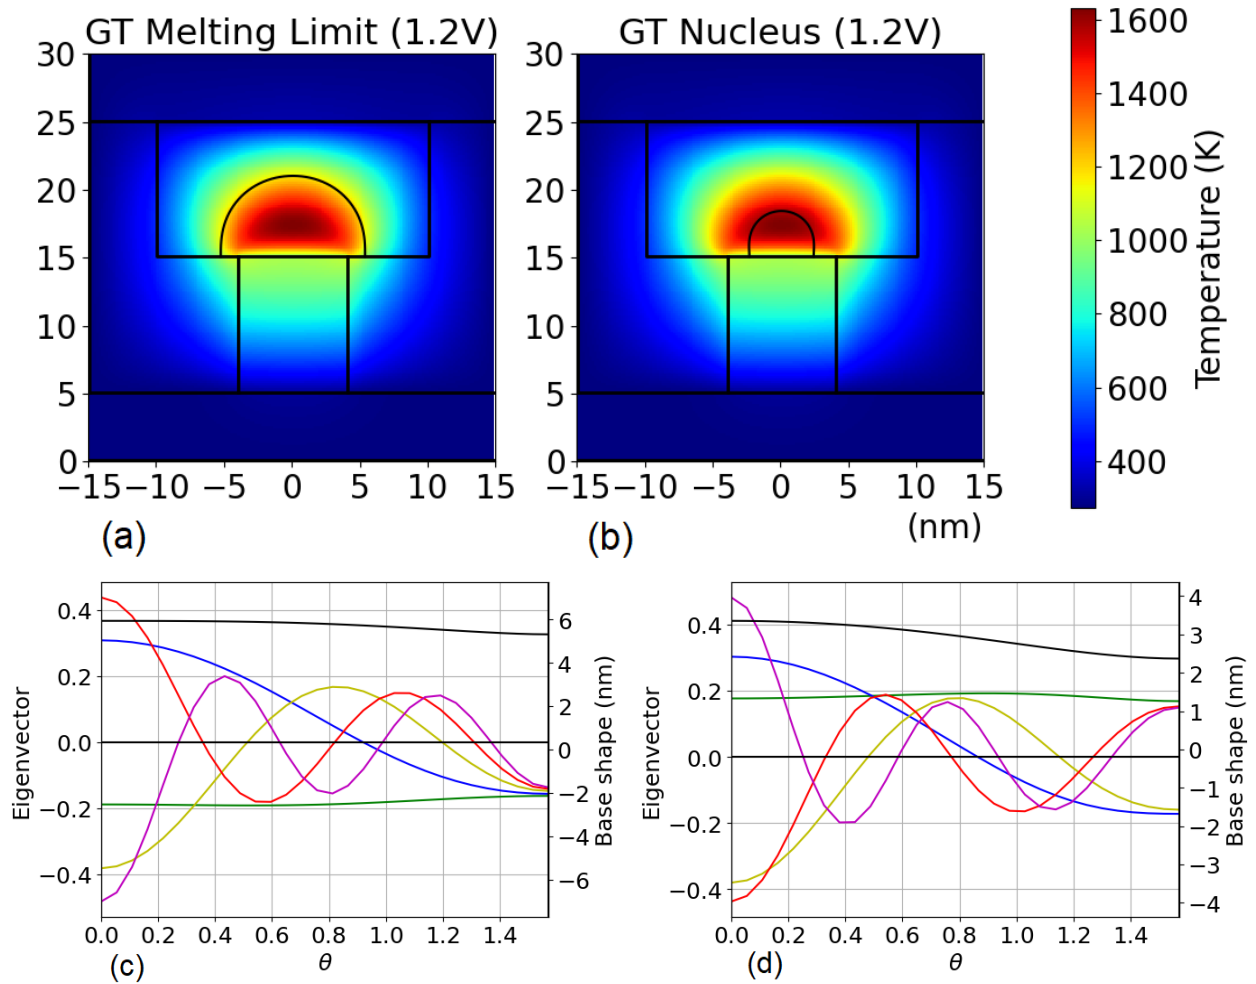 GT Melting Limit (1.2V)
GT Nucleus (1.2V)
30
25
20
15
10
5
0
−15 −10 −5 0 5 10 15
(a)
30
25
20
15
10
5
0
−15 −10 −5 0 5 10 15
(nm)
(b)
1600
1400
1200
1000
800
600
400
Temperature (K)
0.4
0.2
0.0
−0.2
−0.4
Eigenvector
6
4
2
0
−2
−4
−6
Base shape (nm)
0.0 0.2 0.4 0.6 0.8 1.0 1.2 1.4
θ
(c)
0.4
0.2
0.0
−0.2
−0.4
Eigenvector
4
3
2
1
0
−1
−2
−3
−4
Base shape (nm)
0.0 0.2 0.4 0.6 0.8 1.0 1.2 1.4
θ
(d)